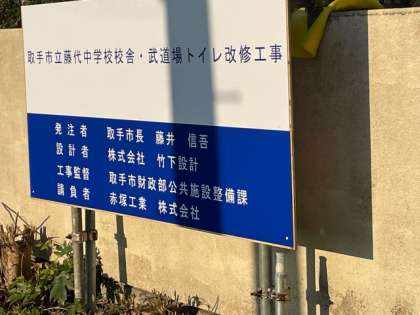 取手市立藤代中学校校舎・武道場トイレ改修工事
発注者 取手市長 藤井 信吾
設計者 株式会社 竹下設計
工事監督 取手市財政部公共施設整備課
請負者 赤塚工業 株式会社